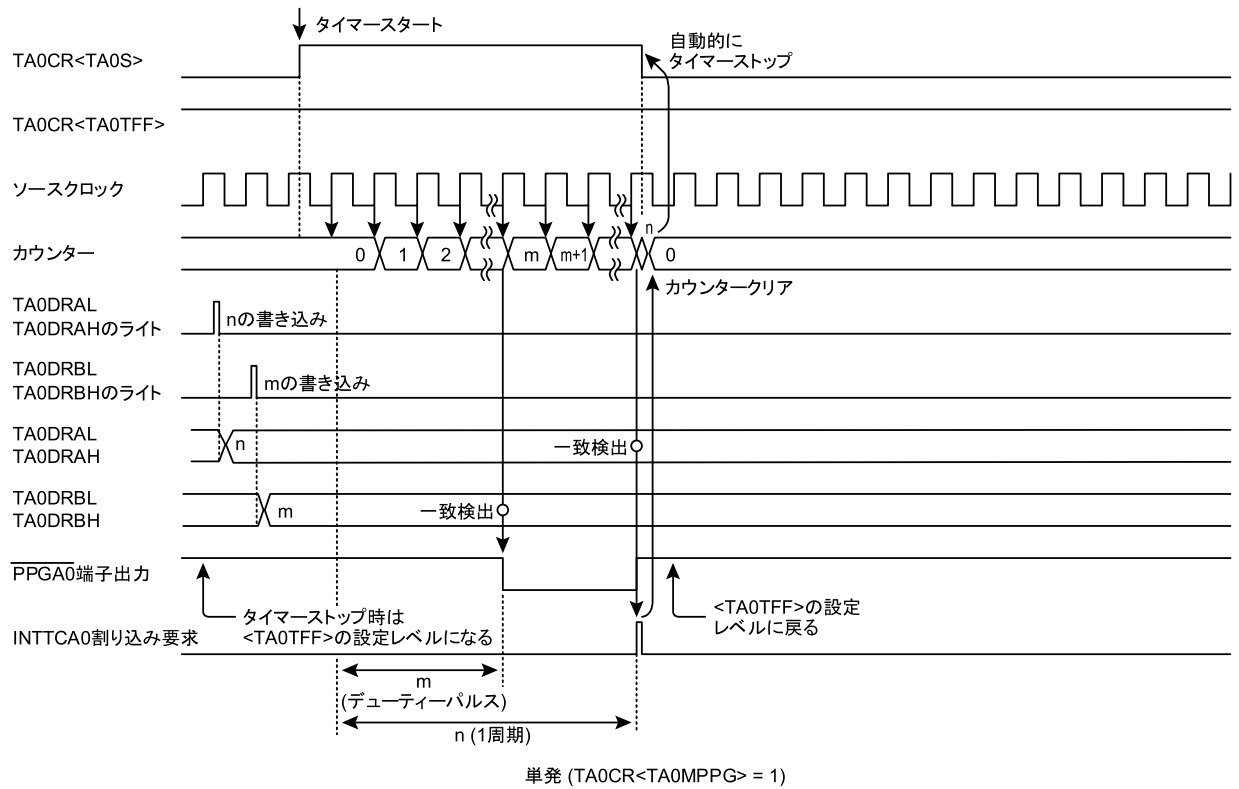 タイマースタート
自動的に
タイマーストップ
TA0CR<TA0S>
TA0CR<TA0TFF>
ソースクロック
カウンター
0
1
2
m
m+1
n
0
カウンタークリア
TA0DRAL
TA0DRAHのライト
nの書き込み
TA0DRBL
TA0DRBHのライト
mの書き込み
TA0DRAL
TA0DRAH
n
一致検出
TA0DRBL
TA0DRBH
m
一致検出
PPGA0端子出力
タイマーストップ時は
<TA0TFF>の設定レベルになる
<TA0TFF>の設定
レベルに戻る
INTTCA0割り込み要求
m
(デューティーパルス)
n (1周期)
単発 (TA0CR<TA0MPPG> = 1)